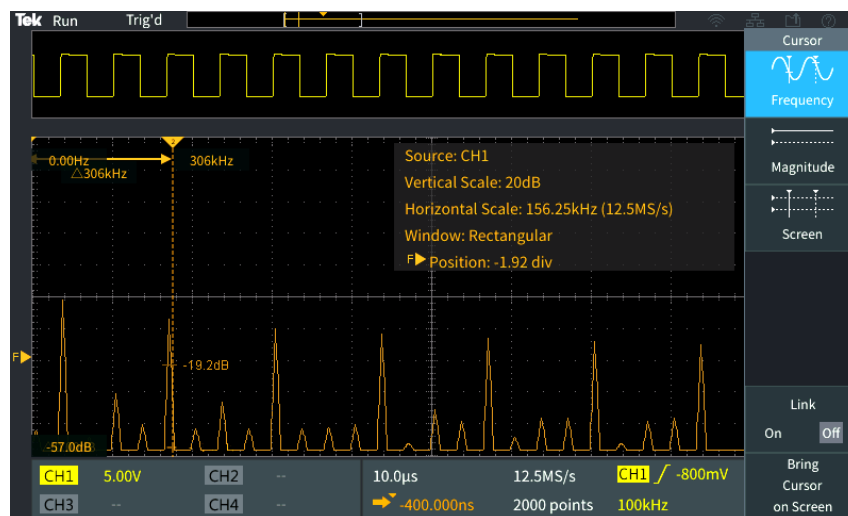 Tek Run Trig'd
Cursor
Frequency
Magnitude
Screen
Link
On Off
Bring
Cursor
on Screen
2
0.00Hz 306kHz
△306kHz
Source: CH1
Vertical Scale: 20dB
Horizontal Scale: 156.25kHz (12.5MS/s)
Window: Rectangular
F Position: -1.92 div
F
-19.2dB
-57.0dB
CH1 5.00V CH2 -- 10.0µs 12.5MS/s CH1 -800mV
CH3 -- CH4 -- -400.000ns 2000 points 100kHz